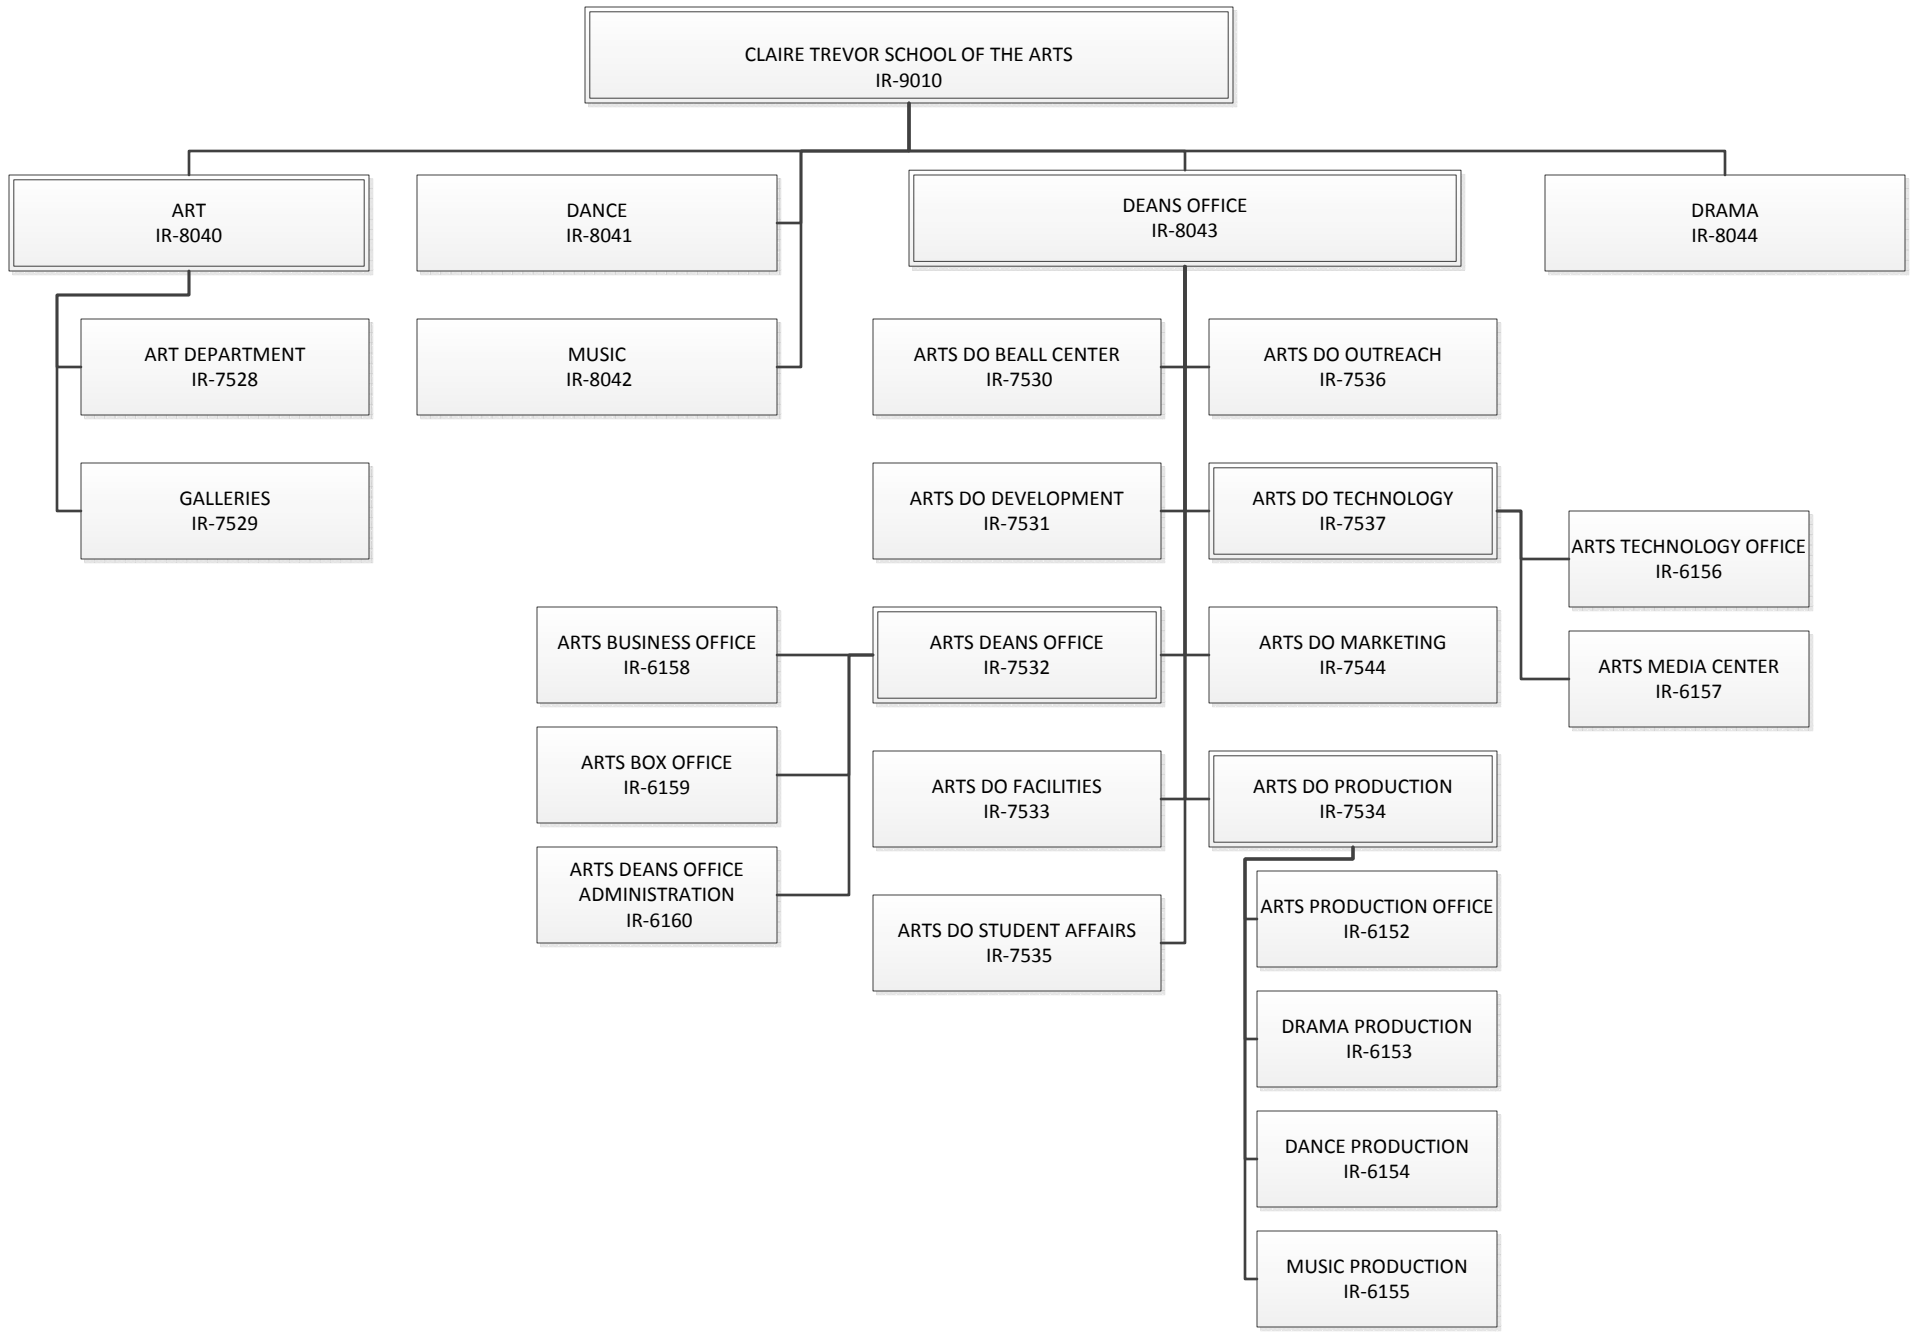 CLAIRE TREVOR SCHOOL OF THE ARTS
IR-9010
ART
IR-8040
DANCE
IR-8041
DEANS OFFICE
IR-8043
DRAMA
IR-8044
ART DEPARTMENT
IR-7528
MUSIC
IR-8042
ARTS DO BEALL CENTER
IR-7530
ARTS DO OUTREACH
IR-7536
GALLERIES
IR-7529
ARTS DO DEVELOPMENT
IR-7531
ARTS DO TECHNOLOGY
IR-7537
ARTS TECHNOLOGY OFFICE
IR-6156
ARTS BUSINESS OFFICE
IR-6158
ARTS DEANS OFFICE
IR-7532
ARTS DO MARKETING
IR-7544
ARTS MEDIA CENTER
IR-6157
ARTS BOX OFFICE
IR-6159
ARTS DO FACILITIES
IR-7533
ARTS DO PRODUCTION
IR-7534
ARTS DEANS OFFICE
ADMINISTRATION
IR-6160
ARTS DO STUDENT AFFAIRS
IR-7535
ARTS PRODUCTION OFFICE
IR-6152
DRAMA PRODUCTION
IR-6153
DANCE PRODUCTION
IR-6154
MUSIC PRODUCTION
IR-6155